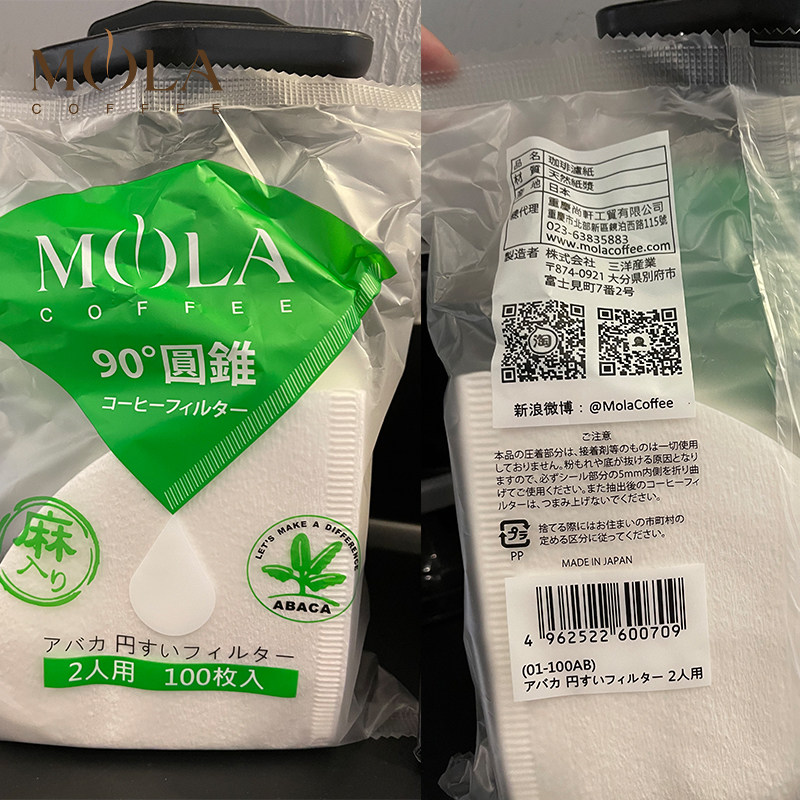 MOLA
COFFEE
MOLA
COFFEE
90°圓錐
コーヒーフィルター
麻
入り
LET'S MAKE A DIFFERENCE
ABACA
アバカ 円すいフィルター
2人用 100枚入
品名 珈琲濾紙
材質 天然紙漿
產地 日本
總代理 重慶尚軒工貿有限公司
重慶市北部新區鏡泊西路115號
023-63835883
www.molacoffee.com
製造者 株式会社 三洋産業
〒874-0921 大分県別府市
富士見町7番2号
淘
新浪微博：@MolaCoffee
ご注意
本品の圧着部分は、接着剤等のものは一切使用
しておりません。粉もれや底が抜ける原因となり
ますので、必ずシール部分の5mm内側を折り曲
げてご使用ください。また抽出後のコーヒーフィ
ルターは、つまみ上げないでください。
プラ
PP
捨てる際にはお住まいの市町村の
定める区分に従ってください。
MADE IN JAPAN
4 962522 600709
(01-100AB)
アバカ 円すいフィルター 2人用